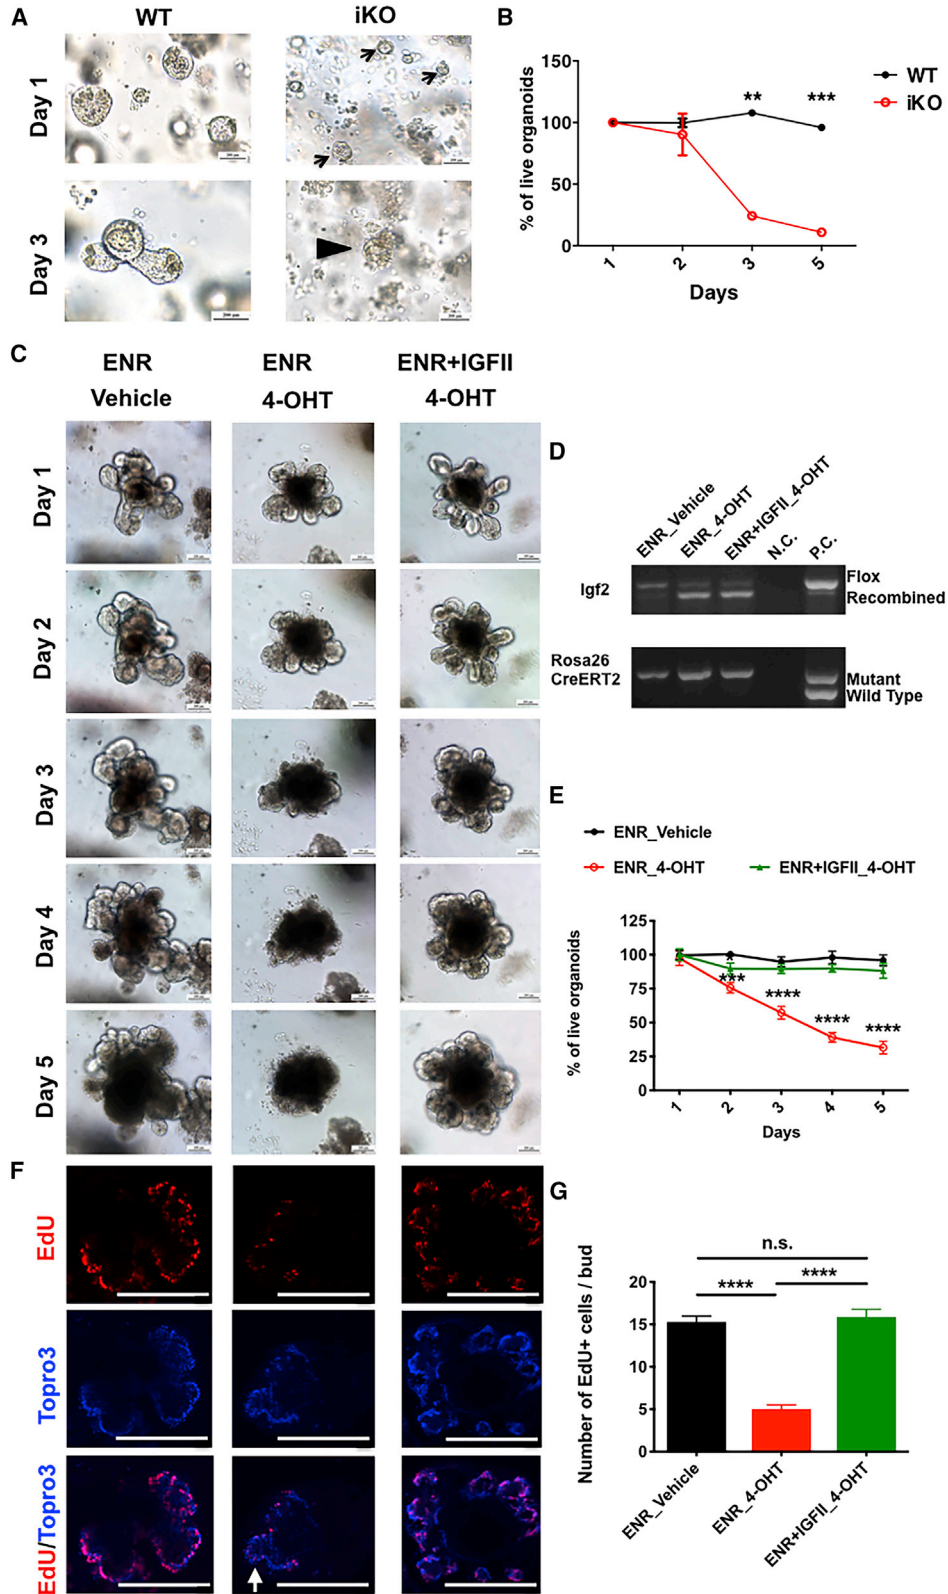 A
WT
iKO
Day 1
Day 3
B
150
100
50
0
% of live organoids
** ***
WT
iKO
1 2 3 5
Days
C
ENR
Vehicle
ENR
4-OHT
ENR+IGFII
4-OHT
Day 1
Day 2
Day 3
Day 4
Day 5
D
ENR_Vehicle
ENR_4-OHT
ENR+IGFII_4-OHT
N.C.
P.C.
Igf2
Flox
Recombined
Rosa26
CreERT2
Mutant
Wild Type
E
ENR_Vehicle
ENR_4-OHT
ENR+IGFII_4-OHT
125
100
75
50
25
0
% of live organoids
*
***
****
****
****
1 2 3 4 5
Days
F
EdU
Topro3
EdU/Topro3
G
n.s.
**** ****
20
15
10
5
0
Number of EdU+ cells / bud
ENR_Vehicle
ENR_4-OHT
ENR+IGFII_4-OHT